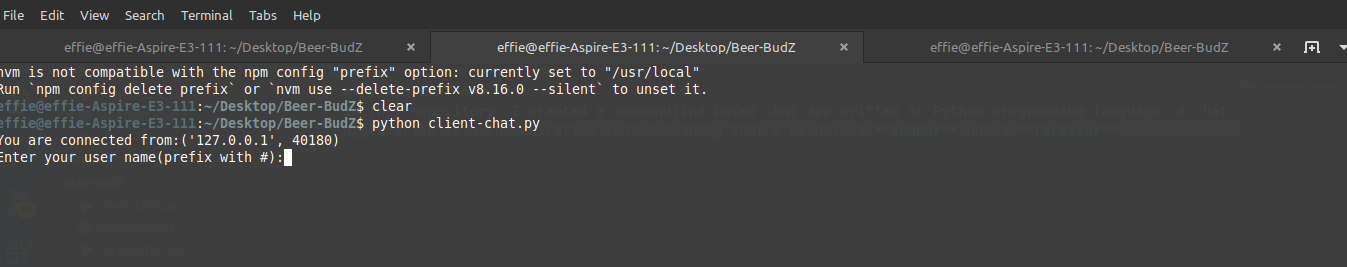 File Edit View Search Terminal Tabs Help
effie@effie-Aspire-E3-111: ~/Desktop/Beer-BudZ × effie@effie-Aspire-E3-111: ~/Desktop/Beer-BudZ × effie@effie-Aspire-E3-111: ~/Desktop/Beer-BudZ ×
nvm is not compatible with the npm config "prefix" option: currently set to "/usr/local"
Run `npm config delete prefix` or `nvm use --delete-prefix v8.16.0 --silent` to unset it.
effie@effie-Aspire-E3-111:~/Desktop/Beer-BudZ$ clear
effie@effie-Aspire-E3-111:~/Desktop/Beer-BudZ$ python client-chat.py
You are connected from:('127.0.0.1', 40180)
Enter your user name(prefix with #):